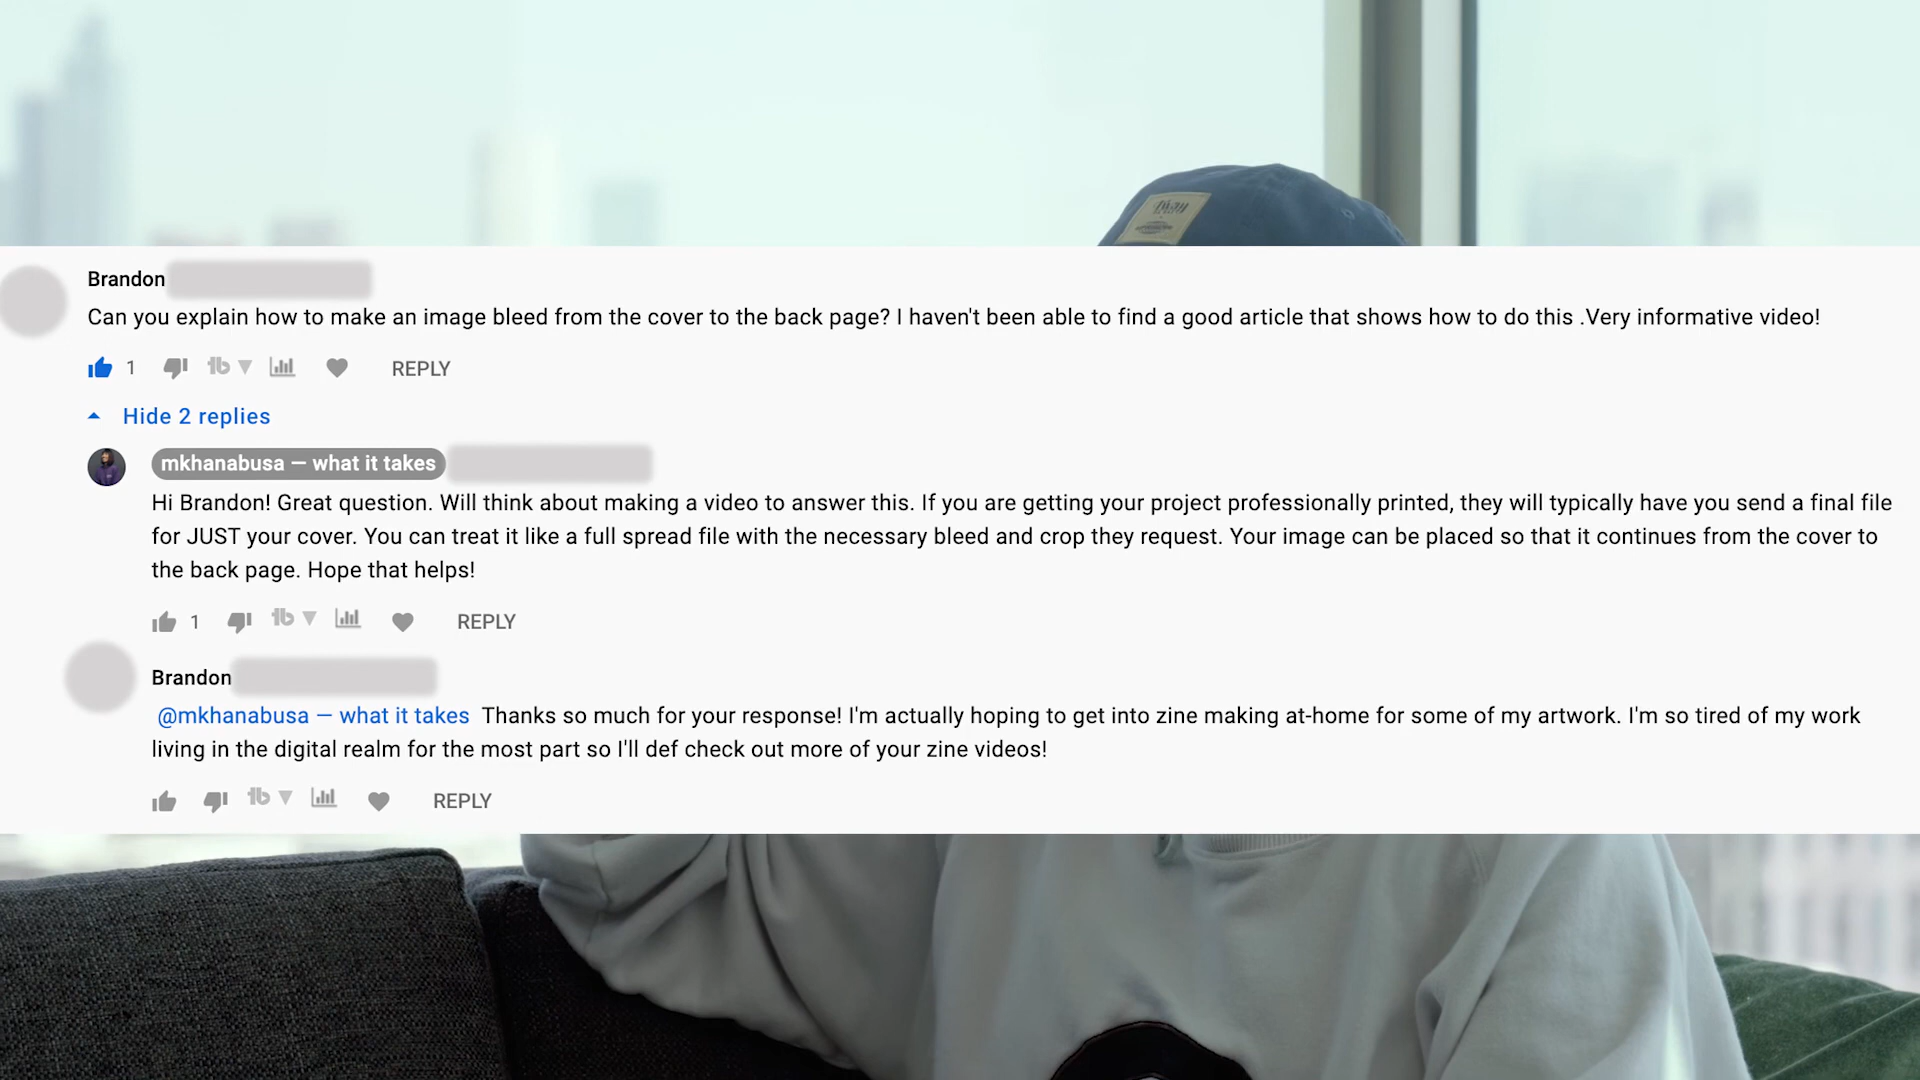 Brandon
Can you explain how to make an image bleed from the cover to the back page? I haven't been able to find a good article that shows how to do this .Very informative video!
1
REPLY
Hide 2 replies
mkhanabusa — what it takes
Hi Brandon! Great question. Will think about making a video to answer this. If you are getting your project professionally printed, they will typically have you send a final file
for JUST your cover. You can treat it like a full spread file with the necessary bleed and crop they request. Your image can be placed so that it continues from the cover to
the back page. Hope that helps!
1
REPLY
Brandon
@mkhanabusa — what it takes Thanks so much for your response! I'm actually hoping to get into zine making at-home for some of my artwork. I'm so tired of my work
living in the digital realm for the most part so I'll def check out more of your zine videos!
REPLY